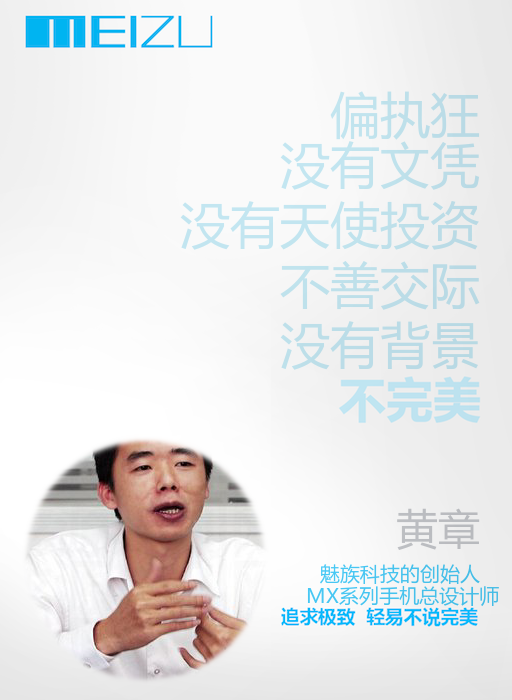 MEIZU
偏执狂
没有文凭
没有天使投资
不善交际
没有背景
不完美
黄章
魅族科技的创始人
MX系列手机总设计师
追求极致 轻易不说完美